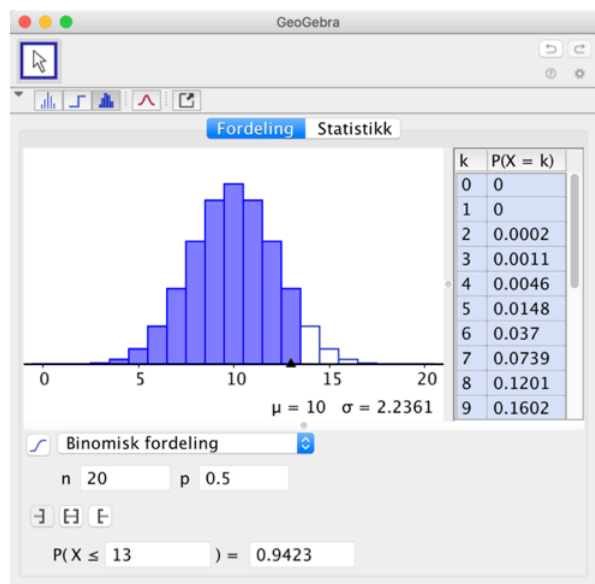 GeoGebra
Fordeling Statistikk
k P(X = k)
0 0
1 0
2 0.0002
3 0.0011
4 0.0046
5 0.0148
6 0.037
7 0.0739
8 0.1201
9 0.1602
0 5 10 15 20
μ = 10 σ = 2.2361
Binomisk fordeling
n 20 p 0.5
P( X ≤ 13 ) = 0.9423